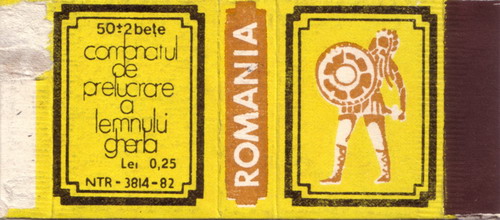 50±2 bețe
combinatul
de
prelucrare
a
lemnului
gherla
Lei 0,25
NTR - 3814 - 82
ROMANIA